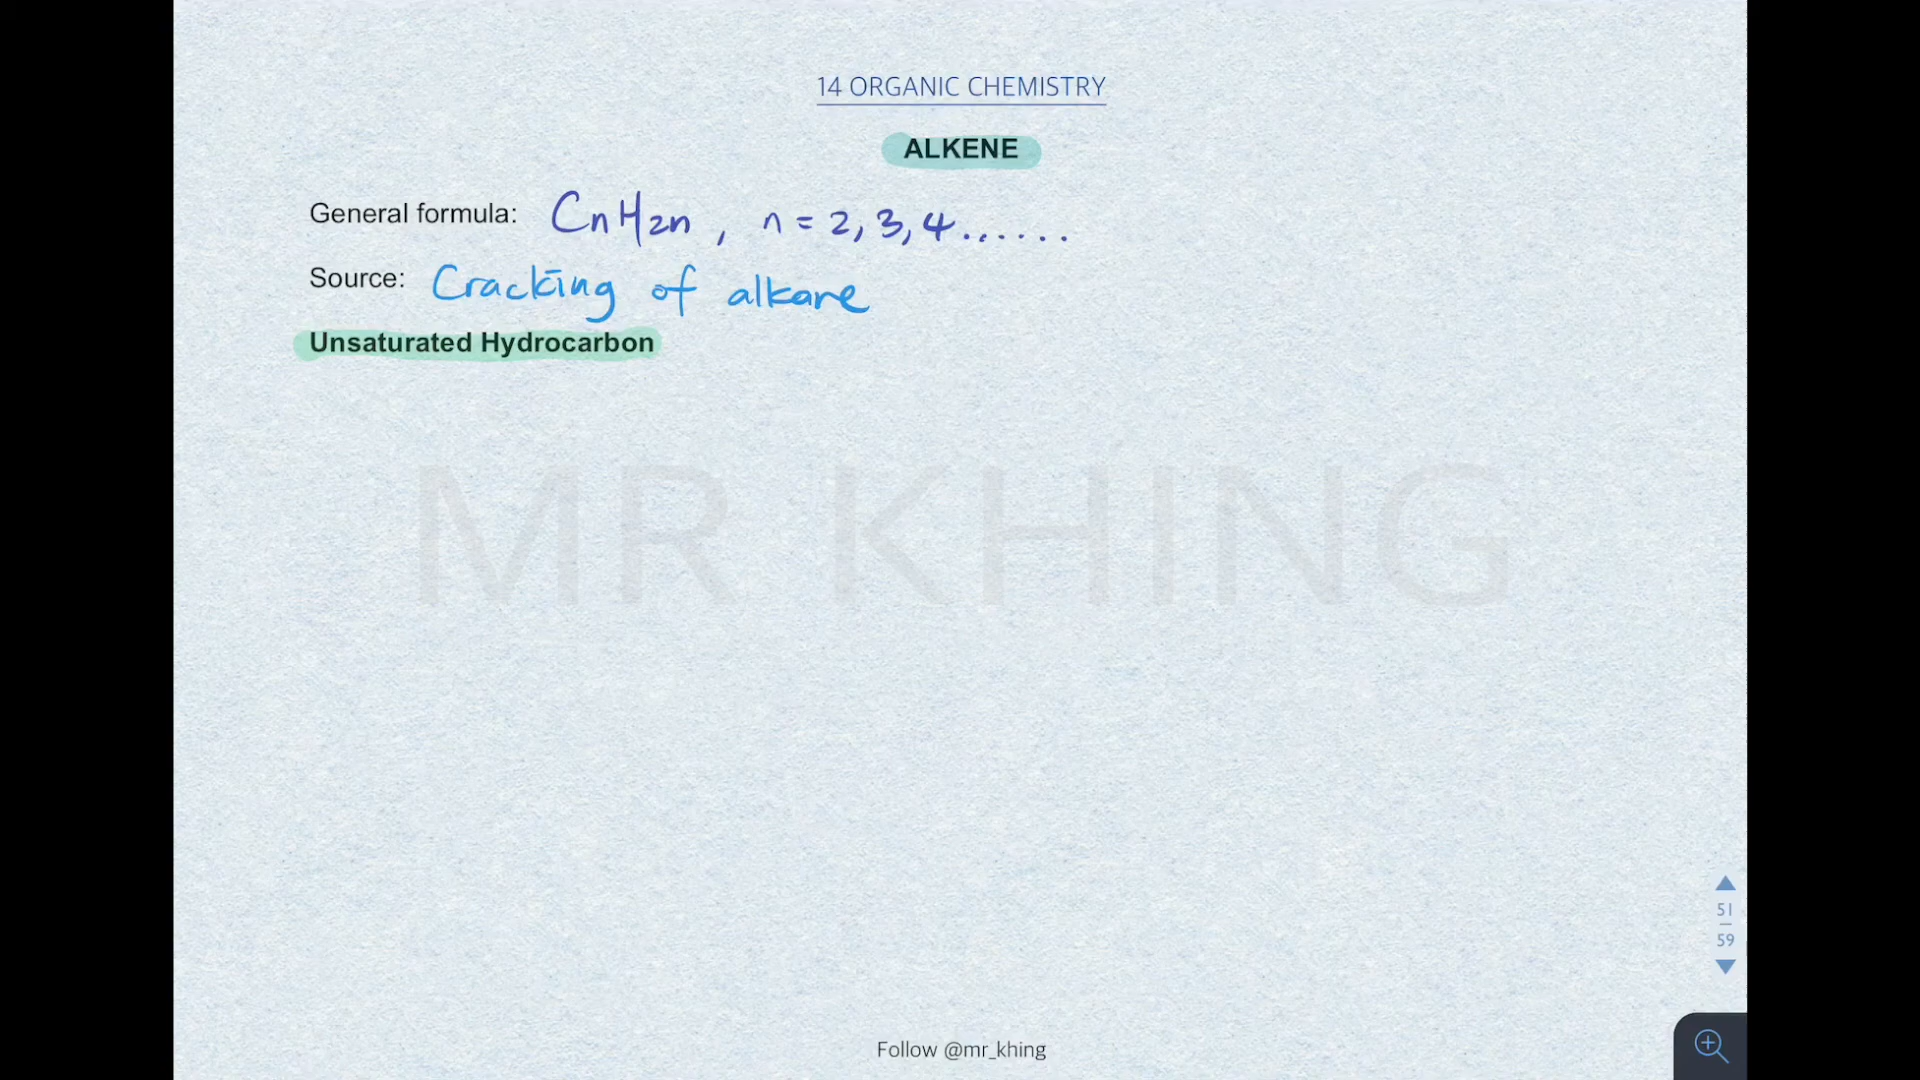 14 ORGANIC CHEMISTRY
ALKENE
General formula: CnH2n , n = 2, 3, 4 ......
Source: Cracking of alkane
Unsaturated Hydrocarbon
MR KHING
51
59
Follow @mr_khing